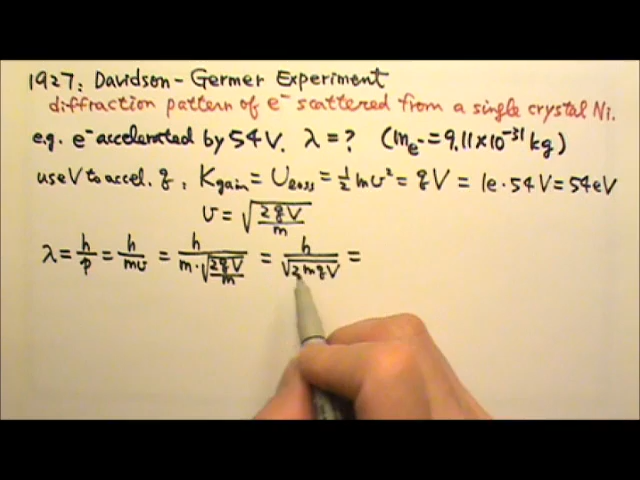 1927: Davidson-Germer Experiment
diffraction pattern of e⁻ scattered from a single crystal Ni.
e.g. e⁻ accelerated by 54V. λ = ? (mₑ = 9.11×10⁻³¹ kg)
use V to accel. q, K_gain = U_loss = ½mv² = qV = 1e·54V = 54eV
v = √(2qV/m)
λ = h/p = h/mv = h/(m·√(2qV/m)) = h/√(2mqV) =